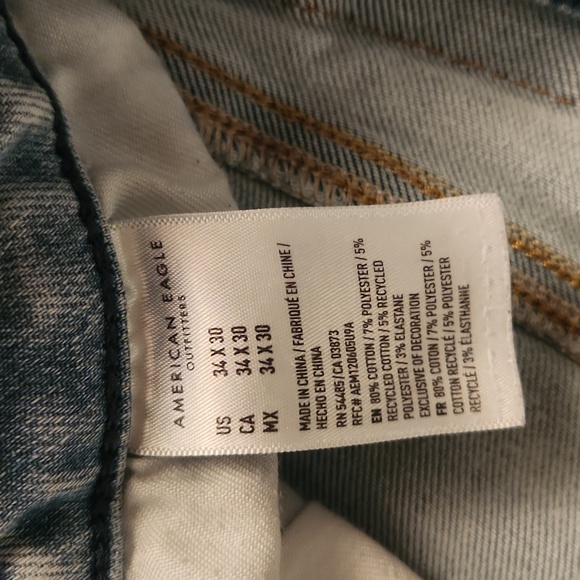 AMERICAN EAGLE
OUTFITTERS
US 34 X 30
CA 34 X 30
MX 34 X 30
MADE IN CHINA / FABRIQUÉ EN CHINE /
HECHO EN CHINA
RN 54485/CA 03873
RFC# AEM120605U9A
EN 80% COTTON / 7% POLYESTER / 5%
RECYCLED COTTON / 5% RECYCLED
POLYESTER / 3% ELASTANE
EXCLUSIVE OF DECORATION
FR 80% COTON / 7% POLYESTER / 5%
COTON RECYCLÉ / 5% POLYESTER
RECYCLÉ / 3% ÉLASTHANNE